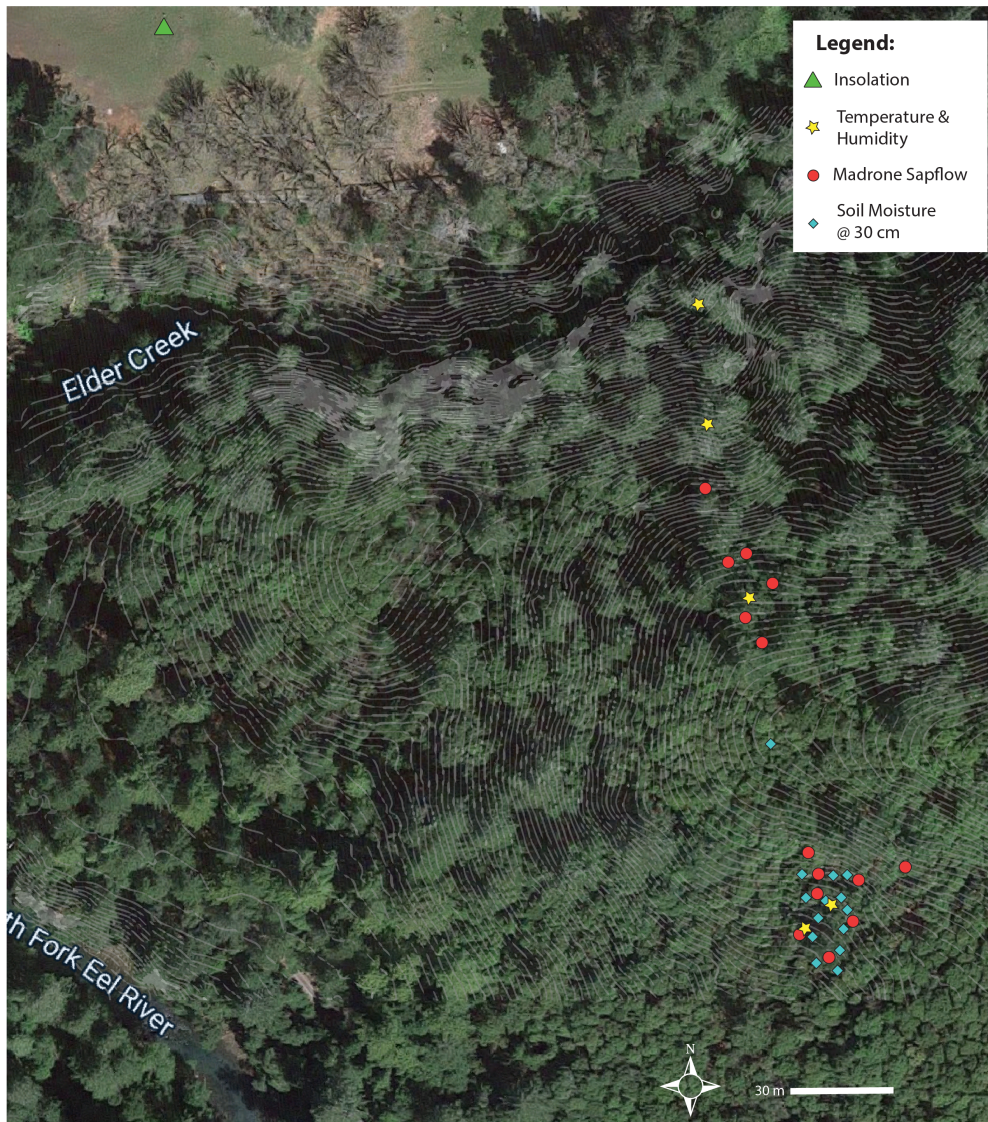 Legend:
Insolation
Temperature &
Humidity
Madrone Sapflow
Soil Moisture
@ 30 cm
Elder Creek
th Fork Eel River
N
30 m